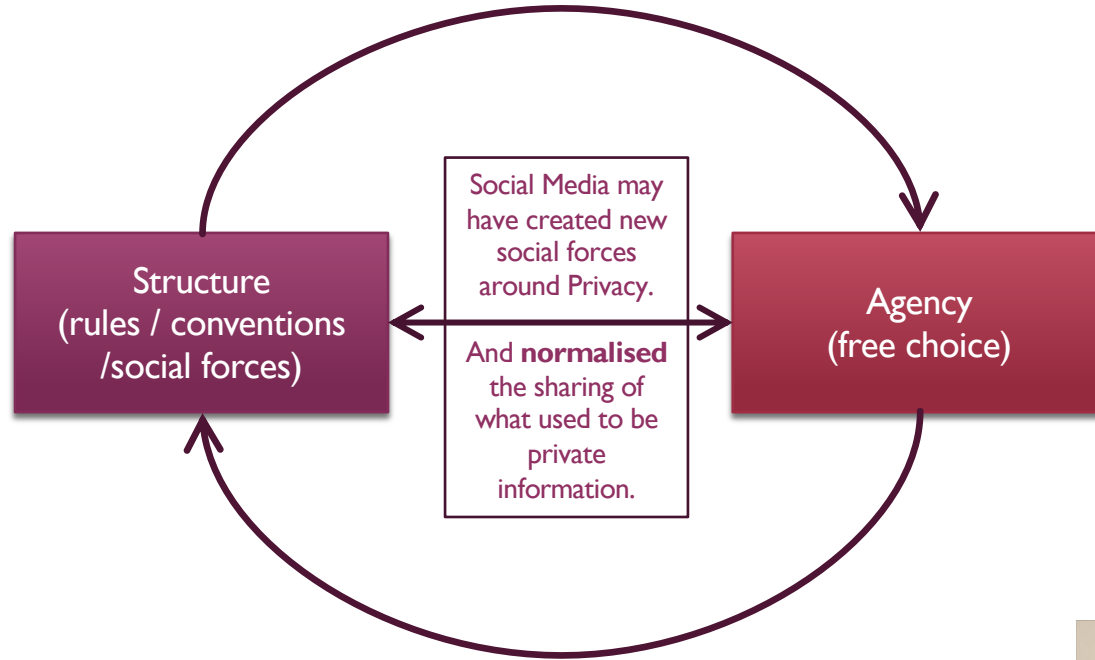 Structure
(rules / conventions
/social forces)
Social Media may
have created new
social forces
around Privacy.
And normalised
the sharing of
what used to be
private
information.
Agency
(free choice)